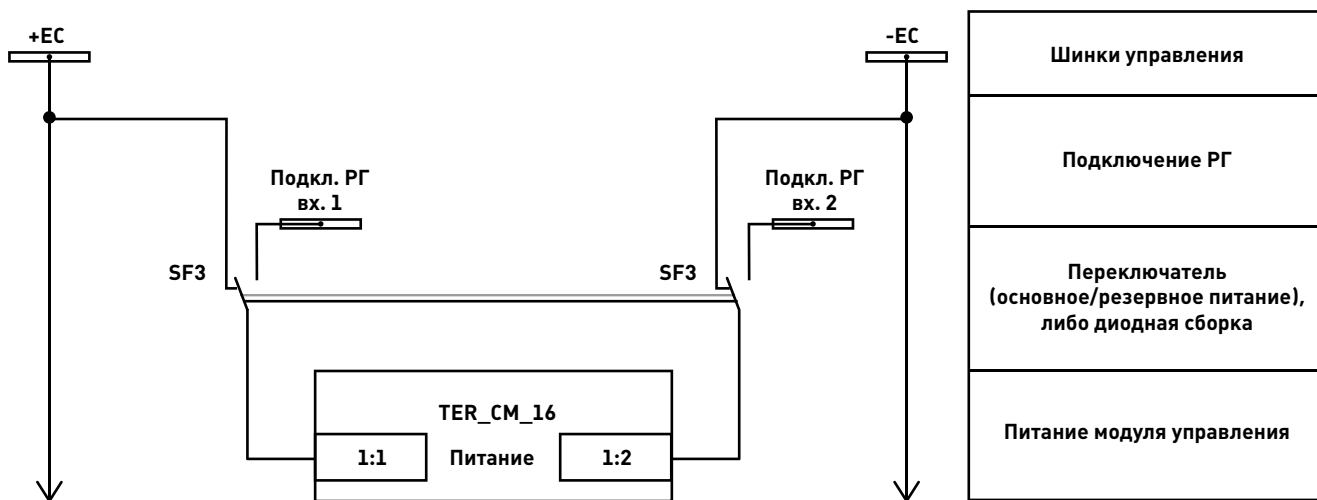 +EC
-EC
Шинки управления
Подкл. РГ
вх. 1
Подкл. РГ
вх. 2
Подключение РГ
SF3
SF3
Переключатель
(основное/резервное питание),
либо диодная сборка
TER_CM_16
1:1
Питание
1:2
Питание модуля управления